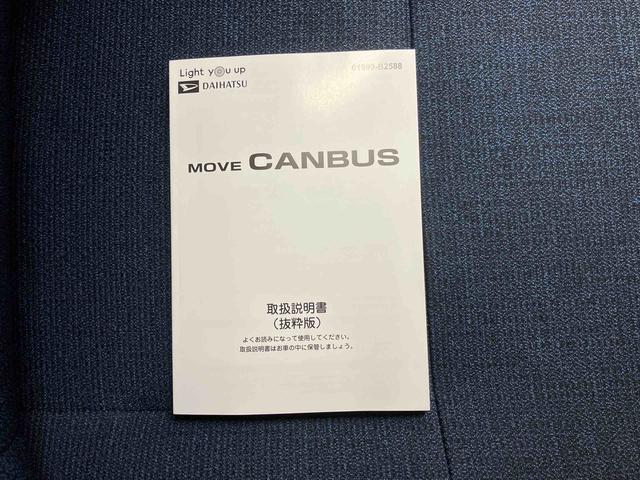 Light you up
DAIHATSU
61999-B2588
MOVE CANBUS
取扱説明書
（抜粋版）
よくお読みになって使用してください。
取扱説明書はお車の中に保管しましょう。